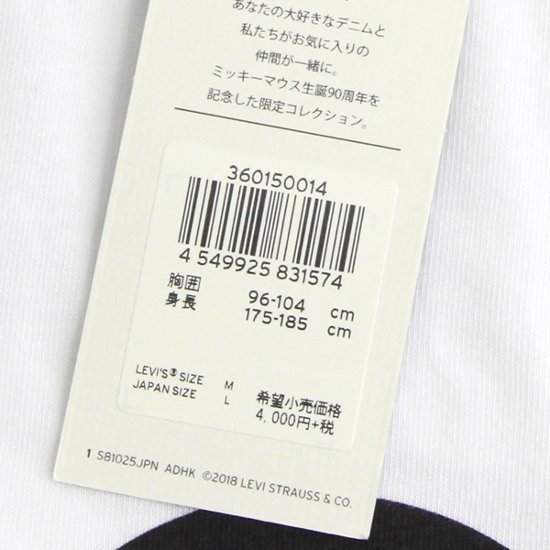 あなたの大好きなデニムと
私たちがお気に入りの
仲間が一緒に。
ミッキーマウス生誕90周年を
記念した限定コレクション。
360150014
4 549925 831574
胸囲 96-104 cm
身長 175-185 cm
LEVI'S® SIZE M
JAPAN SIZE L
希望小売価格
4,000円+税
1 S81025JPN ADHK ©2018 LEVI STRAUSS & CO.